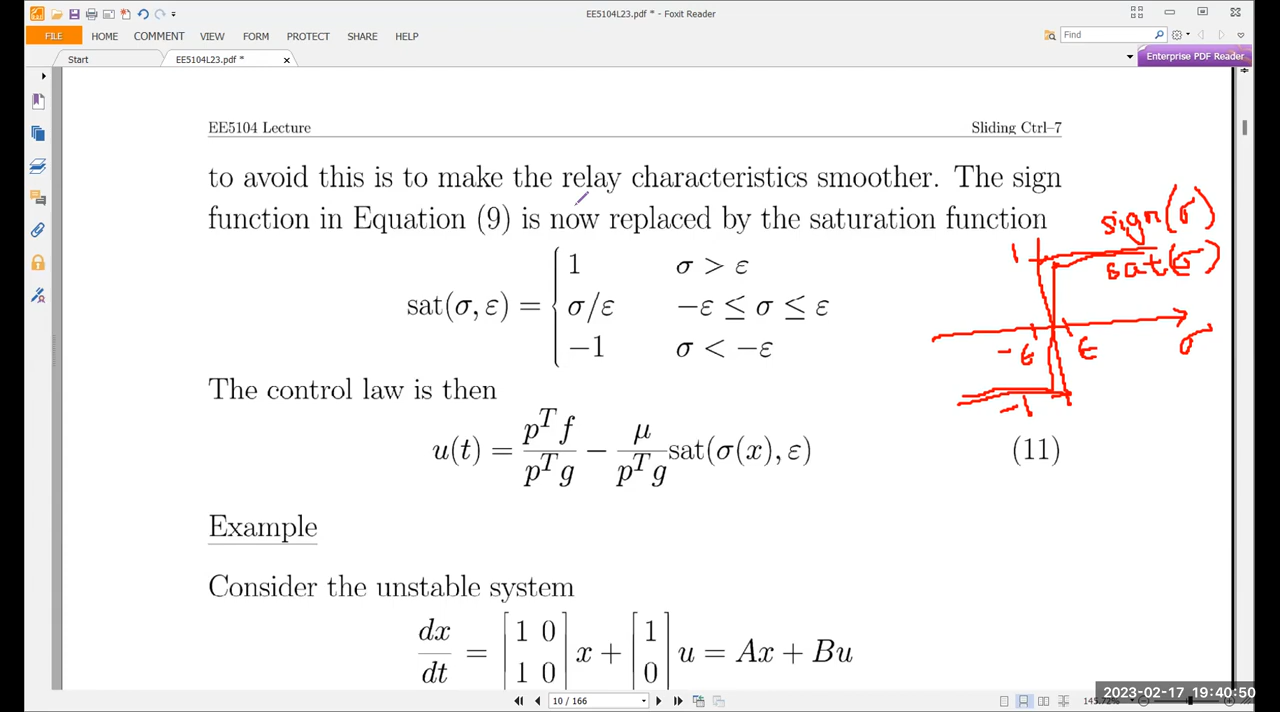 EE5104L23.pdf * - Foxit Reader
FILE HOME COMMENT VIEW FORM PROTECT SHARE HELP
Find
Start
EE5104L23.pdf *
Enterprise PDF Reader
EE5104 Lecture
Sliding Ctrl–7
to avoid this is to make the relay characteristics smoother. The sign
function in Equation (9) is now replaced by the saturation function
sat(σ, ε) = { 1 σ > ε
σ/ε −ε ≤ σ ≤ ε
−1 σ < −ε
sign(σ)
sat(σ)
1
-ε ε
σ
-1
The control law is then
u(t) = p^T f / p^T g − μ / p^T g sat(σ(x), ε) (11)
Example
Consider the unstable system
dx/dt = [1 0; 1 0] x + [1; 0] u = Ax + Bu
10 / 166
2023-02-17 19:40:50